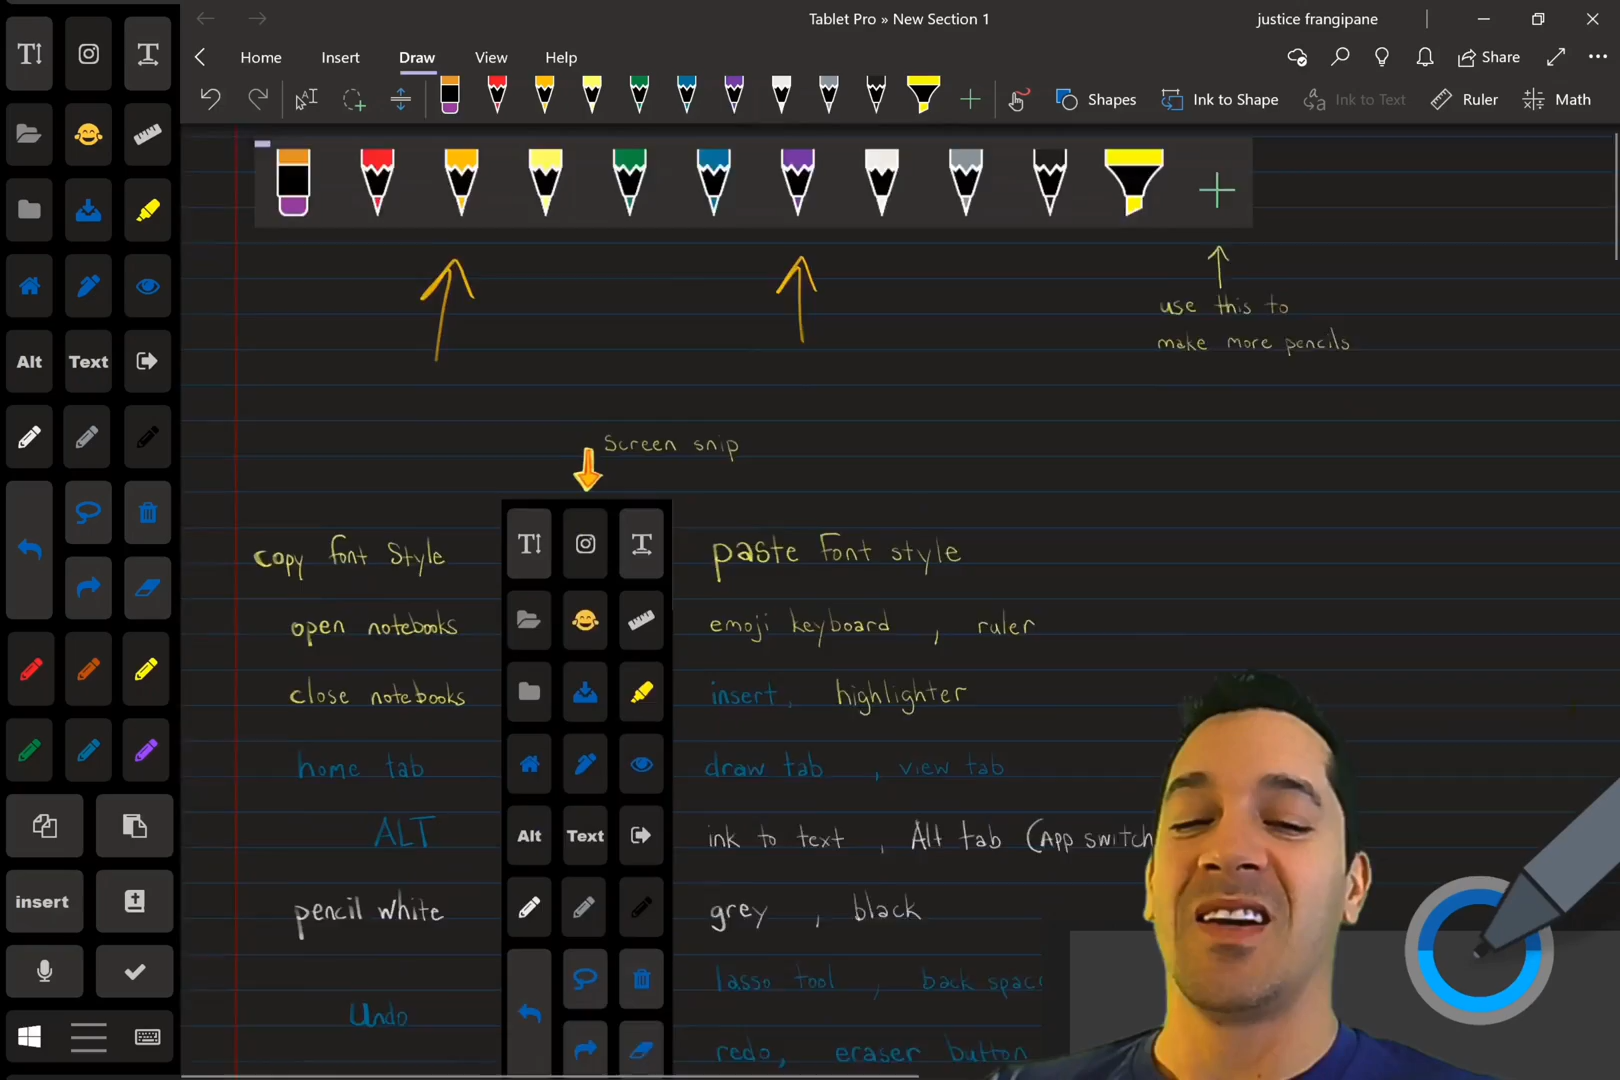 Tablet Pro » New Section 1
justice frangipane
Home Insert Draw View Help
Share
Shapes Ink to Shape Ink to Text Ruler Math
T T
Alt Text
insert
use this to
make more pencils
Screen snip
T T
copy font Style
paste font style
open notebooks
emoji keyboard , ruler
close notebooks
insert, highlighter
home tab
draw tab , view tab
ALT
Alt Text
ink to text , Alt tab (App switch
pencil white
grey , black
lasso tool , back space
Undo
redo, eraser button